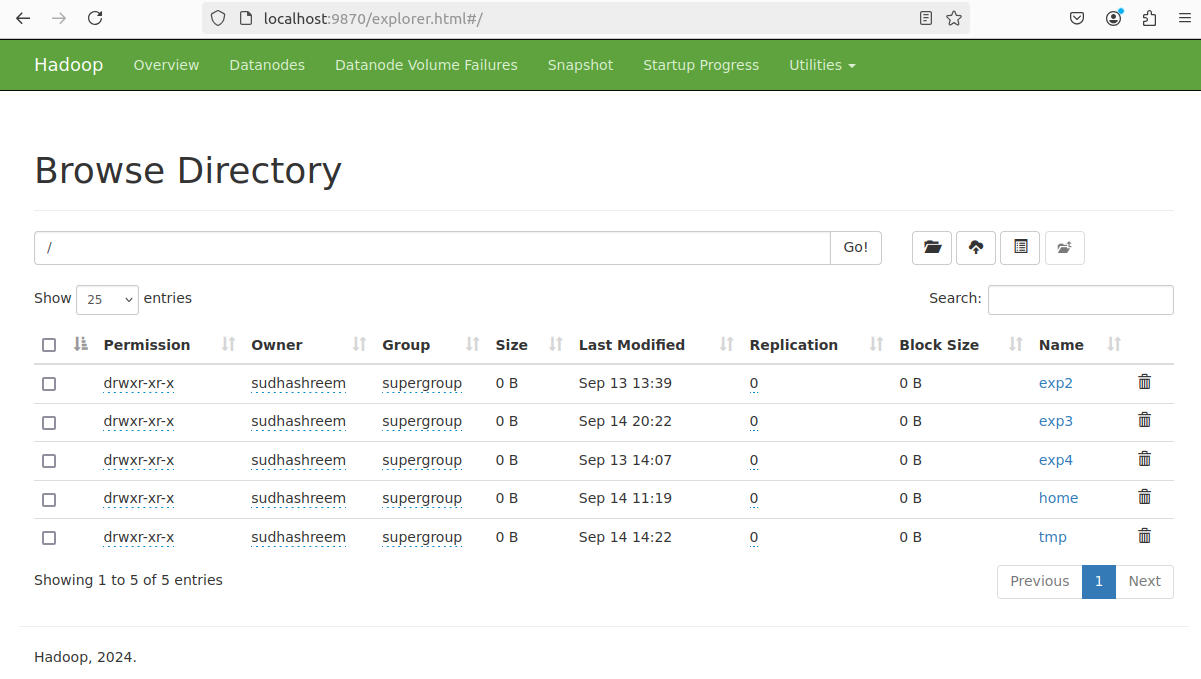 localhost:9870/explorer.html#/
Hadoop Overview Datanodes Datanode Volume Failures Snapshot Startup Progress Utilities
Browse Directory
/ Go!
Show 25 entries Search:
Permission Owner Group Size Last Modified Replication Block Size Name
drwxr-xr-x sudhashreem supergroup 0 B Sep 13 13:39 0 0 B exp2
drwxr-xr-x sudhashreem supergroup 0 B Sep 14 20:22 0 0 B exp3
drwxr-xr-x sudhashreem supergroup 0 B Sep 13 14:07 0 0 B exp4
drwxr-xr-x sudhashreem supergroup 0 B Sep 14 11:19 0 0 B home
drwxr-xr-x sudhashreem supergroup 0 B Sep 14 14:22 0 0 B tmp
Showing 1 to 5 of 5 entries Previous 1 Next
Hadoop, 2024.